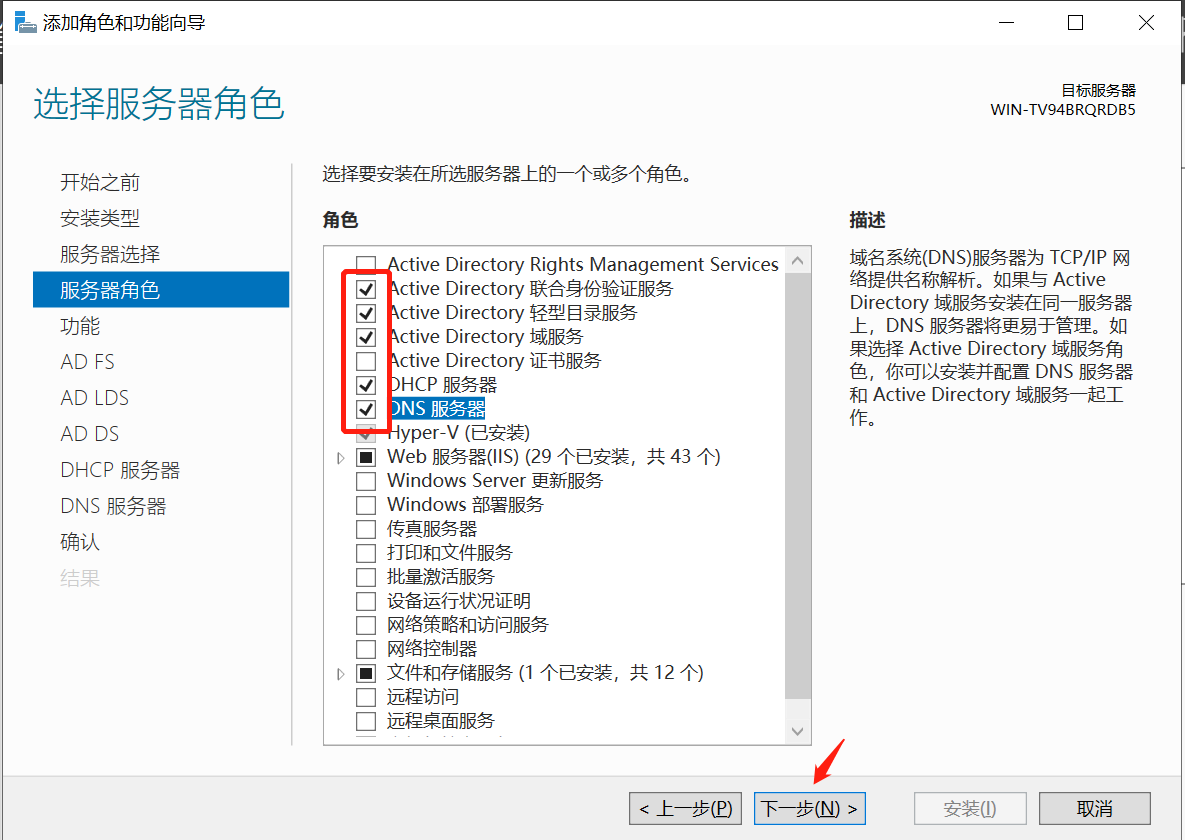 添加角色和功能向导
选择服务器角色
目标服务器
WIN-TV94BRQRDB5
开始之前
安装类型
服务器选择
服务器角色
功能
AD FS
AD LDS
AD DS
DHCP 服务器
DNS 服务器
确认
结果
选择要安装在所选服务器上的一个或多个角色。
角色
Active Directory Rights Management Services
Active Directory 联合身份验证服务
Active Directory 轻型目录服务
Active Directory 域服务
Active Directory 证书服务
DHCP 服务器
DNS 服务器
Hyper-V (已安装)
Web 服务器(IIS) (29 个已安装，共 43 个)
Windows Server 更新服务
Windows 部署服务
传真服务器
打印和文件服务
批量激活服务
设备运行状况证明
网络策略和访问服务
网络控制器
文件和存储服务 (1 个已安装，共 12 个)
远程访问
远程桌面服务
描述
域名系统(DNS)服务器为 TCP/IP 网
络提供名称解析。如果与 Active
Directory 域服务安装在同一服务器
上，DNS 服务器将更易于管理。如
果选择 Active Directory 域服务角
色，你可以安装并配置 DNS 服务器
和 Active Directory 域服务一起工
作。
< 上一步(P)
下一步(N) >
安装(I)
取消